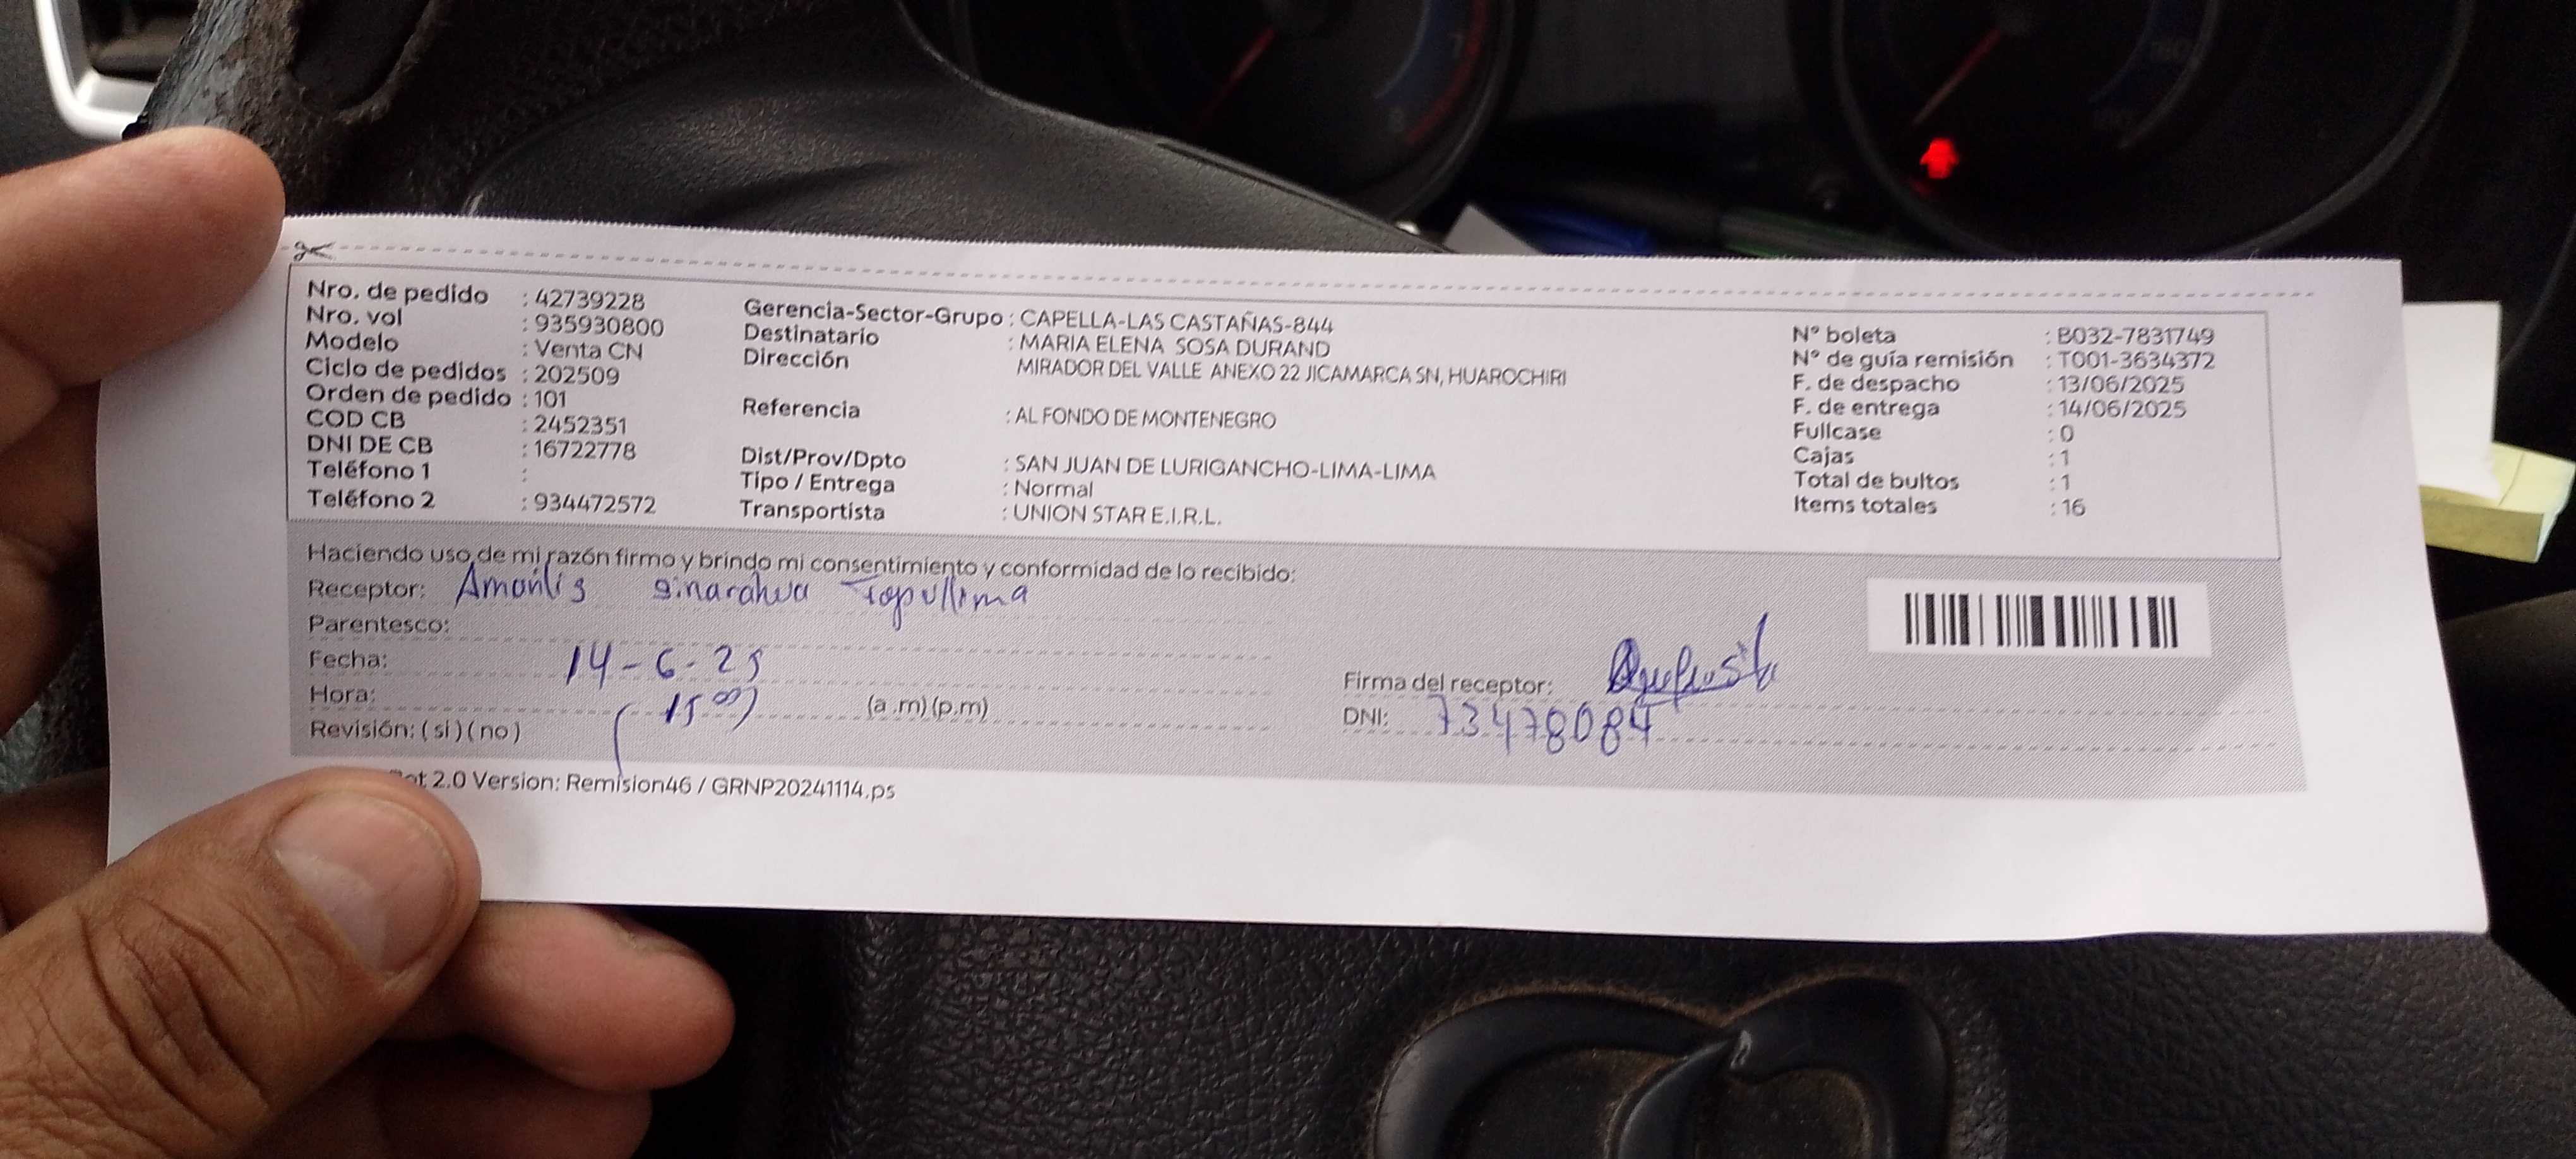 Nro. de pedido : 42739228
Nro. vol : 935930800
Modelo : Venta CN
Ciclo de pedidos : 202509
Orden de pedido : 101
COD CB : 2452351
DNI DE CB : 16722778
Teléfono 1 :
Teléfono 2 : 934472572
Gerencia-Sector-Grupo : CAPELLA-LAS CASTAÑAS-844
Destinatario : MARIA ELENA SOSA DURAND
Dirección MIRADOR DEL VALLE ANEXO 22 JICAMARCA SN, HUAROCHIRI
Referencia : AL FONDO DE MONTENEGRO
Dist/Prov/Dpto : SAN JUAN DE LURIGANCHO-LIMA-LIMA
Tipo / Entrega : Normal
Transportista : UNION STAR E.I.R.L.
N° boleta : B032-7831749
N° de guía remisión : T001-3634372
F. de despacho : 13/06/2025
F. de entrega : 14/06/2025
Fullcase : 0
Cajas : 1
Total de bultos : 1
Items totales : 16
Haciendo uso de mi razón firmo y brindo mi consentimiento y conformidad de lo recibido:
Receptor: Amarilis Sinarahua Tapullima
Parentesco:
Fecha: 14-6-25
Hora: (15 00) (a.m)(p.m)
Revisión: (si)(no)
Firma del receptor:
DNI: 73478084
2.0 Version: Remision46 / GRNP20241114.ps